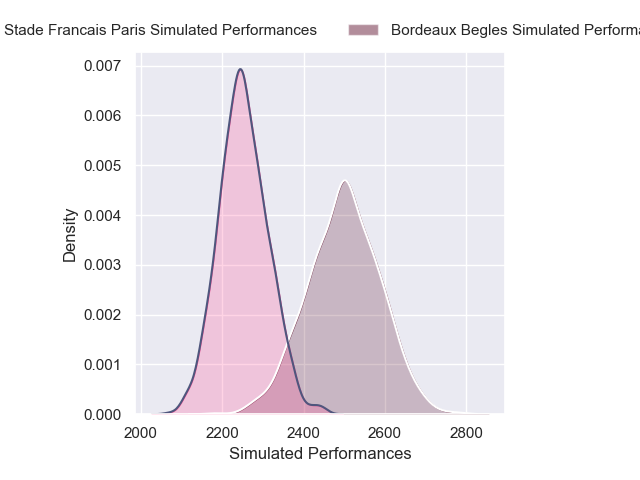 Stade Francais Paris Simulated Performances Bordeaux Begles Simulated Performa
0.007
0.006
0.005
0.004
0.003
0.002
0.001
0.000
Density
2000 2200 2400 2600 2800
Simulated Performances